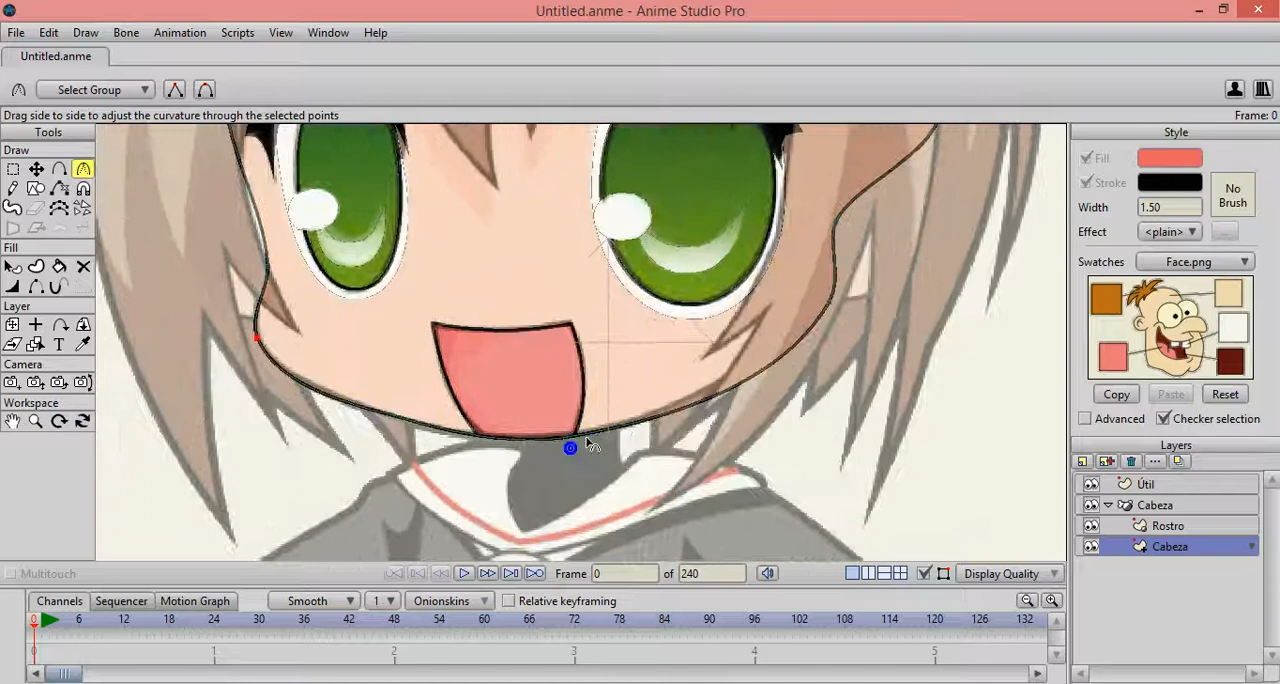 Untitled.anme - Anime Studio Pro
File Edit Draw Bone Animation Scripts View Window Help
Untitled.anme
Select Group
Drag side to side to adjust the curvature through the selected points
Frame: 0
Tools
Draw
Fill
Layer
Camera
Workspace
Style
Fill
Stroke
No
Brush
Width 1.50
Effect <plain> ...
Swatches Face.png
Copy Paste Reset
Advanced Checker selection
Layers
Útil
Cabeza
Rostro
Cabeza
Multitouch
Frame 0 of 240
Display Quality
Channels Sequencer Motion Graph Smooth 1 Onionskins Relative keyframing
0 6 12 18 24 30 36 42 48 54 60 66 72 78 84 90 96 102 108 114 120 126 132
0 1 2 3 4 5